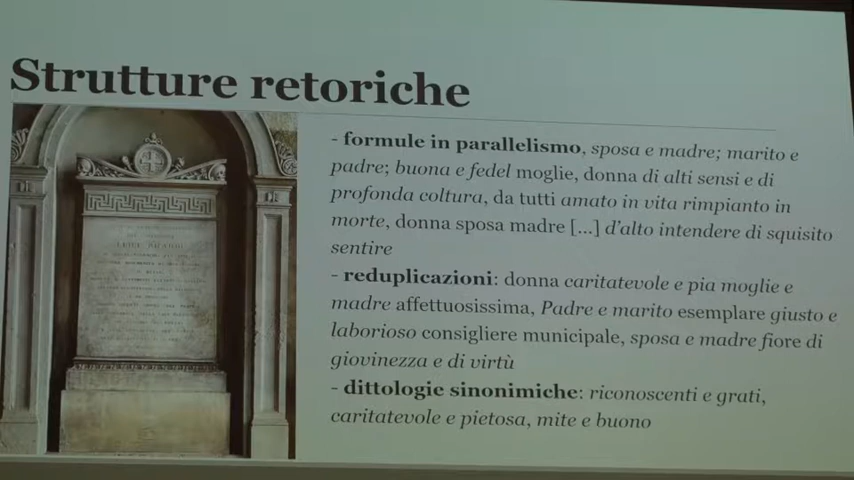 Strutture retoriche
- formule in parallelismo, sposa e madre; marito e
padre; buona e fedel moglie, donna di alti sensi e di
profonda coltura, da tutti amato in vita rimpianto in
morte, donna sposa madre [...] d'alto intendere di squisito
sentire
- reduplicazioni: donna caritatevole e pia moglie e
madre affettuosissima, Padre e marito esemplare giusto e
laborioso consigliere municipale, sposa e madre fiore di
giovinezza e di virtù
- dittologie sinonimiche: riconoscenti e grati,
caritatevole e pietosa, mite e buono